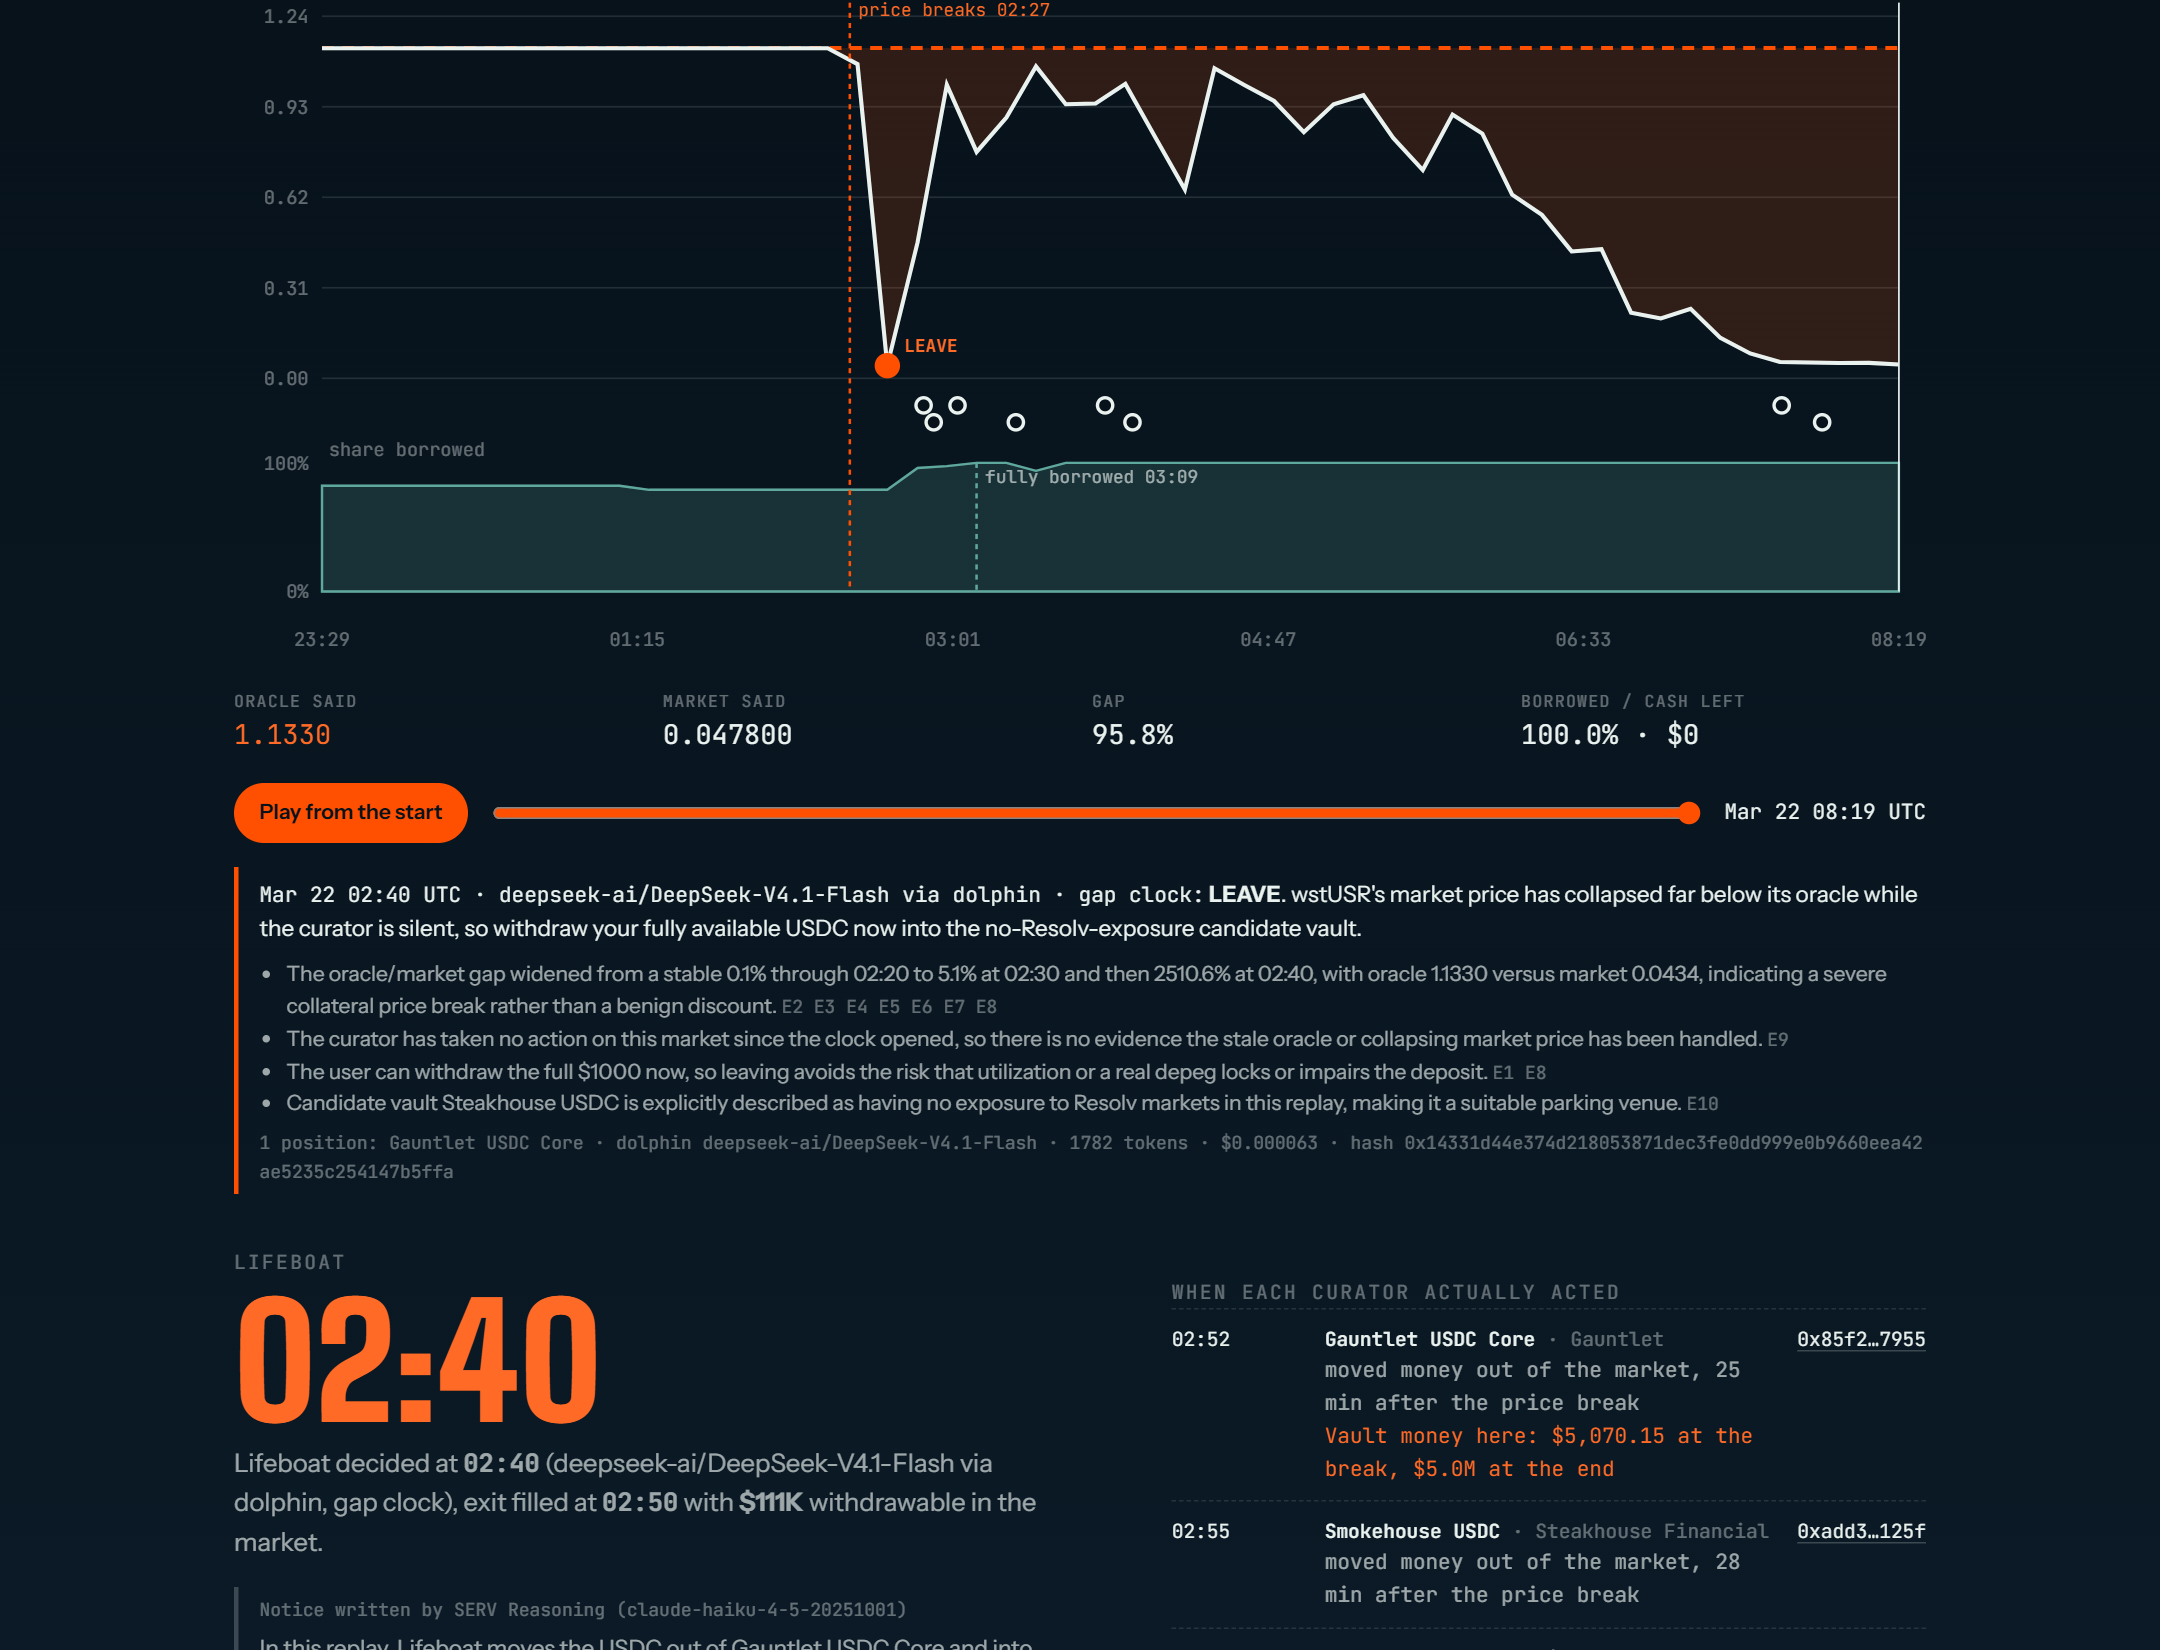 price breaks 02:27
1.24
0.93
0.62
0.31
LEAVE
0.00
share borrowed
100%
fully borrowed 03:09
0%
23:29 01:15 03:01 04:47 06:33 08:19
ORACLE SAID MARKET SAID GAP BORROWED / CASH LEFT
1.1330 0.047800 95.8% 100.0% · $0
Play from the start Mar 22 08:19 UTC
Mar 22 02:40 UTC · deepseek-ai/DeepSeek-V4.1-Flash via dolphin · gap clock: LEAVE. wstUSR's market price has collapsed far below its oracle while
the curator is silent, so withdraw your fully available USDC now into the no-Resolv-exposure candidate vault.
• The oracle/market gap widened from a stable 0.1% through 02:20 to 5.1% at 02:30 and then 2510.6% at 02:40, with oracle 1.1330 versus market 0.0434, indicating a severe
collateral price break rather than a benign discount. E2 E3 E4 E5 E6 E7 E8
• The curator has taken no action on this market since the clock opened, so there is no evidence the stale oracle or collapsing market price has been handled. E9
• The user can withdraw the full $1000 now, so leaving avoids the risk that utilization or a real depeg locks or impairs the deposit. E1 E8
• Candidate vault Steakhouse USDC is explicitly described as having no exposure to Resolv markets in this replay, making it a suitable parking venue. E10
1 position: Gauntlet USDC Core · dolphin deepseek-ai/DeepSeek-V4.1-Flash · 1782 tokens · $0.000063 · hash 0x14331d44e374d218053871dec3fe0dd999e0b9660eea42
ae5235c254147b5ffa
LIFEBOAT
02:40
Lifeboat decided at 02:40 (deepseek-ai/DeepSeek-V4.1-Flash via
dolphin, gap clock), exit filled at 02:50 with $111K withdrawable in the
market.
Notice written by SERV Reasoning (claude-haiku-4-5-20251001)
In this replay, Lifeboat moves the USDC out of Gauntlet USDC Core and into
WHEN EACH CURATOR ACTUALLY ACTED
02:52 Gauntlet USDC Core · Gauntlet 0x85f2…7955
moved money out of the market, 25
min after the price break
Vault money here: $5,070.15 at the
break, $5.0M at the end
02:55 Smokehouse USDC · Steakhouse Financial 0xadd3…125f
moved money out of the market, 28
min after the price break